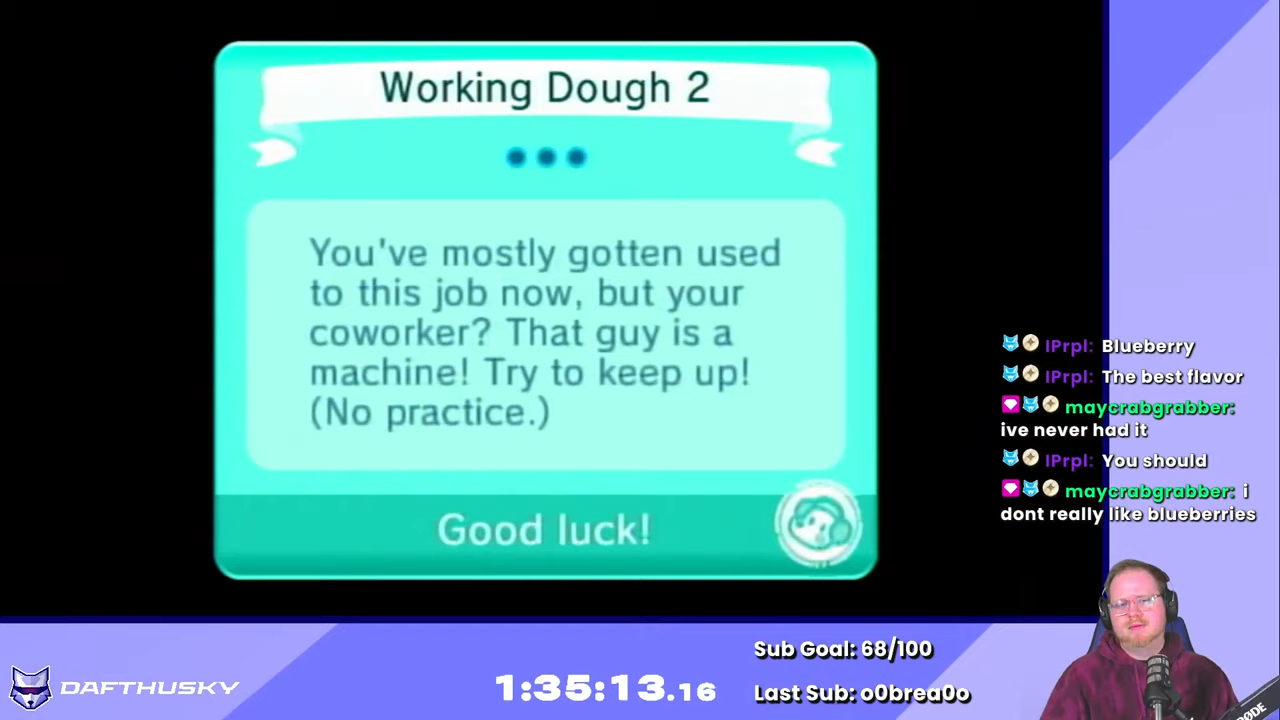 Working Dough 2
You've mostly gotten used
to this job now, but your
coworker? That guy is a
machine! Try to keep up!
(No practice.)
Good luck!
lPrpl: Blueberry
lPrpl: The best flavor
maycrabgrabber:
ive never had it
lPrpl: You should
maycrabgrabber: i
dont really like blueberries
DAFTHUSKY
1:35:13.16
Sub Goal: 68/100
Last Sub: o0brea0o